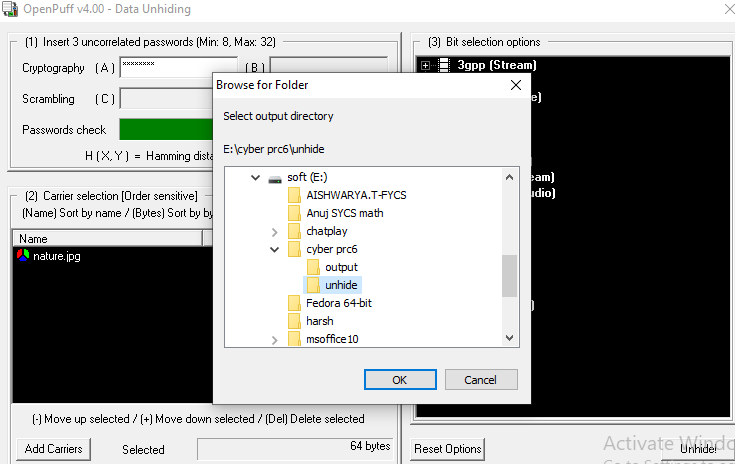 OpenPuff v4.00 - Data Unhiding
(1) Insert 3 uncorrelated passwords (Min: 8, Max: 32)
Cryptography (A) ******** (B)
Scrambling (C)
Passwords check
H ( X, Y ) = Hamming dista
(2) Carrier selection [Order sensitive]
(Name) Sort by name / (Bytes) Sort by by
Name
nature.jpg
(-) Move up selected / (+) Move down selected / (Del) Delete selected
Add Carriers
Selected
64 bytes
(3) Bit selection options
3gpp (Stream)
Reset Options
Unhide!
Browse for Folder
Select output directory
E:\cyber prc6\unhide
soft (E:)
AISHWARYA.T-FYCS
Anuj SYCS math
chatplay
cyber prc6
output
unhide
Fedora 64-bit
harsh
msoffice10
OK
Cancel
Activate Windo